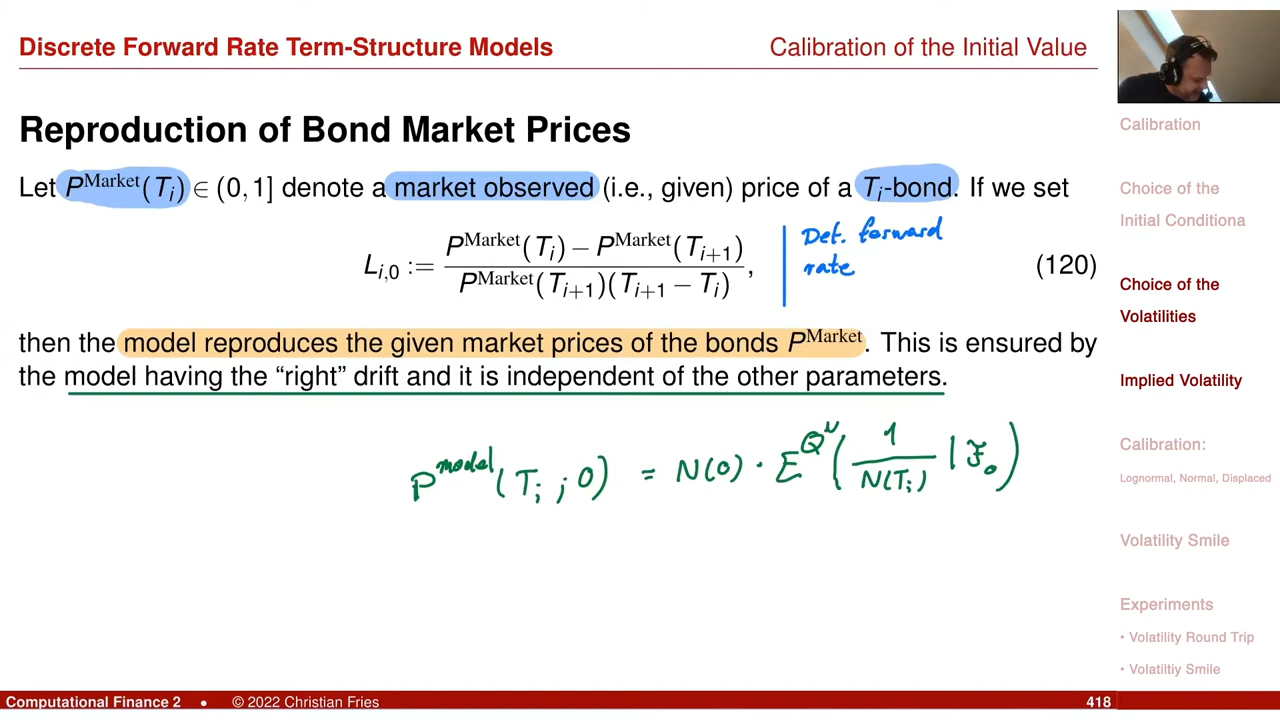 Discrete Forward Rate Term-Structure Models
Calibration of the Initial Value
Reproduction of Bond Market Prices
Let P^Market(T_i) ∈ (0, 1] denote a market observed (i.e., given) price of a T_i-bond. If we set
L_{i,0} := (P^Market(T_i) − P^Market(T_{i+1})) / (P^Market(T_{i+1})(T_{i+1} − T_i)), (120)
Det. forward
rate
then the model reproduces the given market prices of the bonds P^Market. This is ensured by
the model having the “right” drift and it is independent of the other parameters.
P^model(T_i ; 0) = N(0) · E^{Q^N}( 1 / N(T_i) | F_0 )
Calibration
Choice of the
Initial Conditiona
Choice of the
Volatilities
Implied Volatility
Calibration:
Lognormal, Normal, Displaced
Volatility Smile
Experiments
• Volatility Round Trip
• Volatiltiy Smile
Computational Finance 2 • © 2022 Christian Fries 418